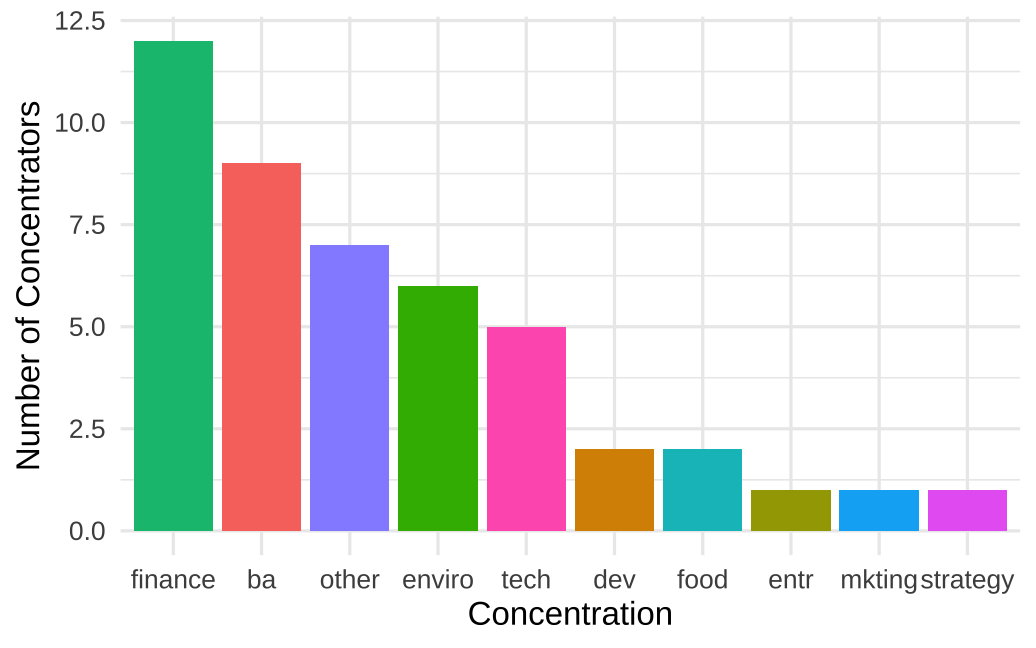 12.5
10.0
7.5
5.0
2.5
0.0
Number of Concentrators
finance ba other enviro tech dev food entr mkting strategy
Concentration